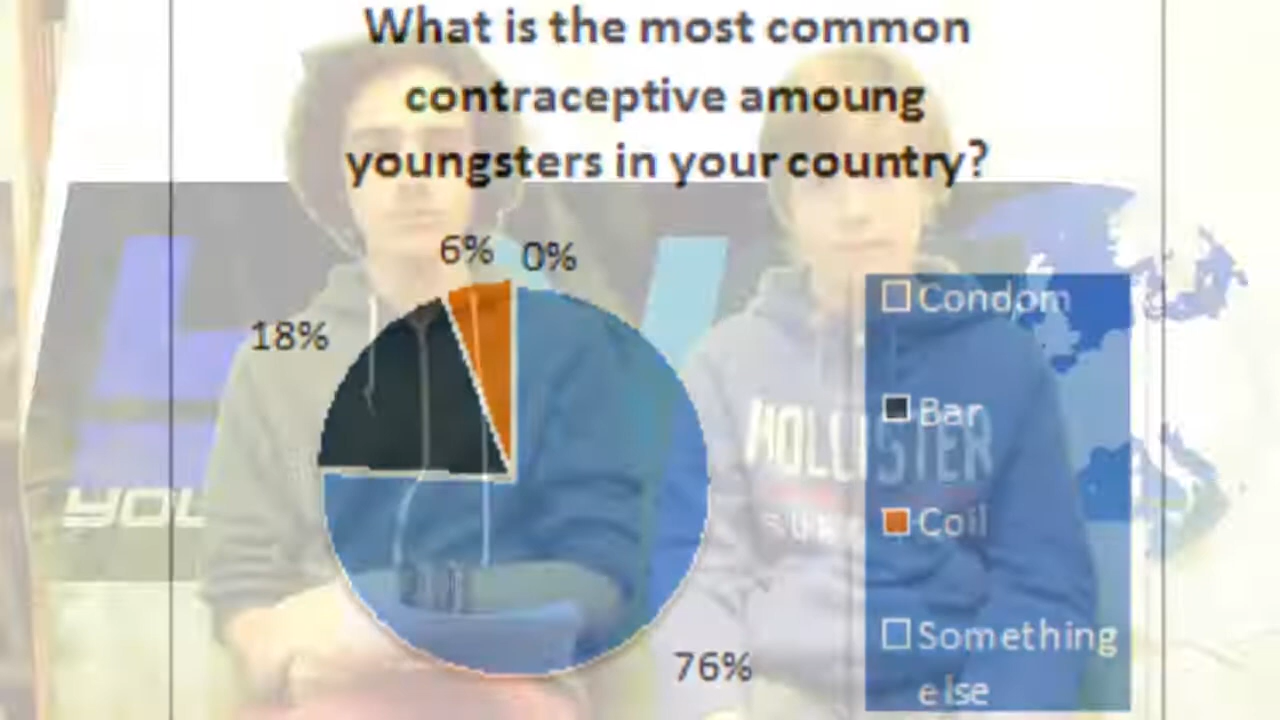 What is the most common
contraceptive amoung
youngsters in your country?
6% 0%
18%
76%
Condom
Bar
Coil
Something
else
HOLLISTER
YOU